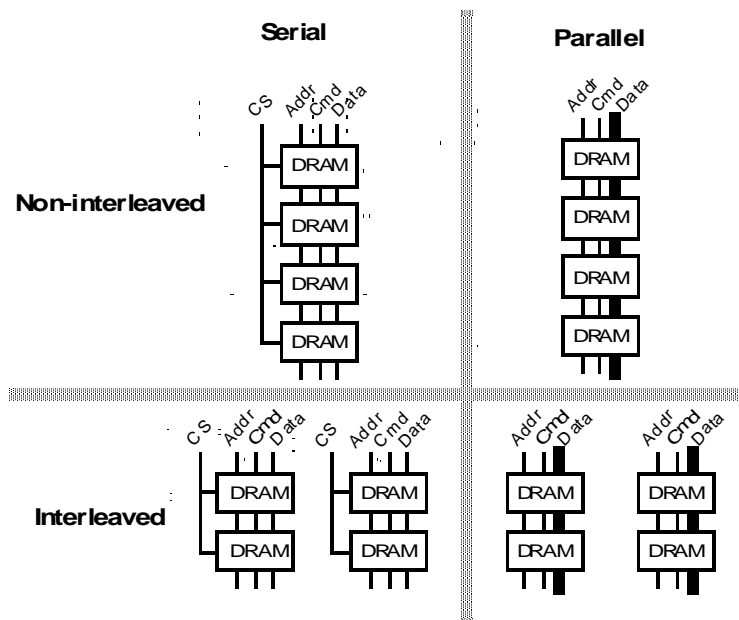 Serial
Parallel
CS Addr Cmd Data
Addr Cmd Data
DRAM DRAM
Non-interleaved
DRAM DRAM
DRAM DRAM
DRAM DRAM
CS Addr Cmd Data CS Addr Cmd Data Addr Cmd Data Addr Cmd Data
DRAM DRAM DRAM DRAM
Interleaved
DRAM DRAM DRAM DRAM